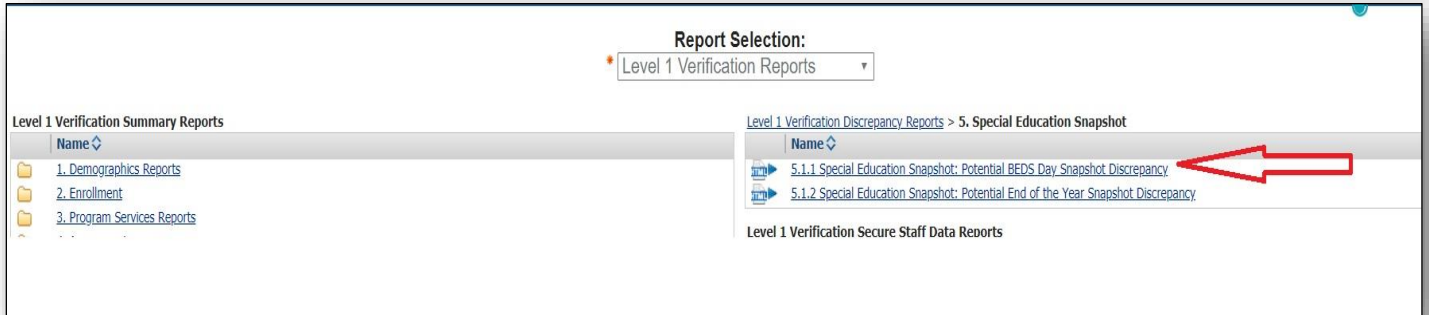 Report Selection:
* Level 1 Verification Reports
Level 1 Verification Summary Reports
Name
1. Demographics Reports
2. Enrollment
3. Program Services Reports
Level 1 Verification Discrepancy Reports > 5. Special Education Snapshot
Name
5.1.1 Special Education Snapshot: Potential BEDS Day Snapshot Discrepancy
5.1.2 Special Education Snapshot: Potential End of the Year Snapshot Discrepancy
Level 1 Verification Secure Staff Data Reports